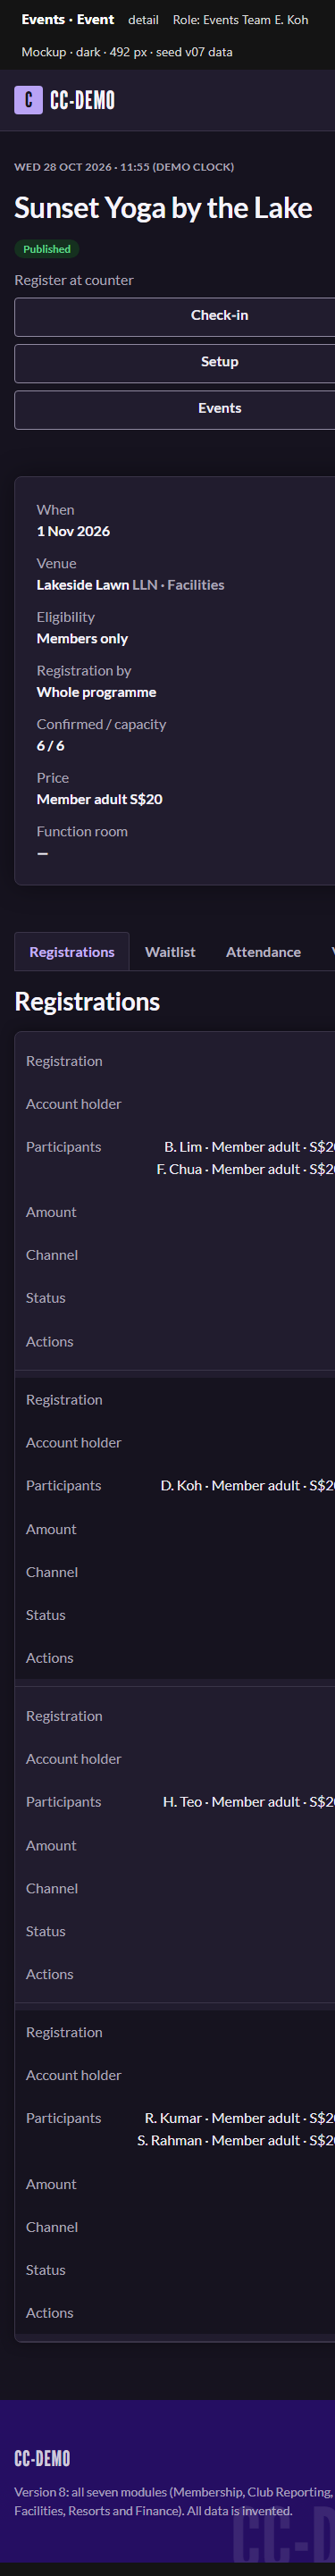 Events · Event detail Role: Events Team E. Koh
Mockup · dark · 492 px · seed v07 data
C CC-DEMO
WED 28 OCT 2026 · 11:55 (DEMO CLOCK)
Sunset Yoga by the Lake
Published
Register at counter
Check-in
Setup
Events
When
1 Nov 2026
Venue
Lakeside Lawn LLN · Facilities
Eligibility
Members only
Registration by
Whole programme
Confirmed / capacity
6 / 6
Price
Member adult S$20
Function room
—
Registrations Waitlist Attendance
Registrations
Registration
Account holder
Participants B. Lim · Member adult · S$20
F. Chua · Member adult · S$20
Amount
Channel
Status
Actions
Registration
Account holder
Participants D. Koh · Member adult · S$20
Amount
Channel
Status
Actions
Registration
Account holder
Participants H. Teo · Member adult · S$20
Amount
Channel
Status
Actions
Registration
Account holder
Participants R. Kumar · Member adult · S$20
S. Rahman · Member adult · S$20
Amount
Channel
Status
Actions
CC-DEMO
Version 8: all seven modules (Membership, Club Reporting,
Facilities, Resorts and Finance). All data is invented.
CC-D